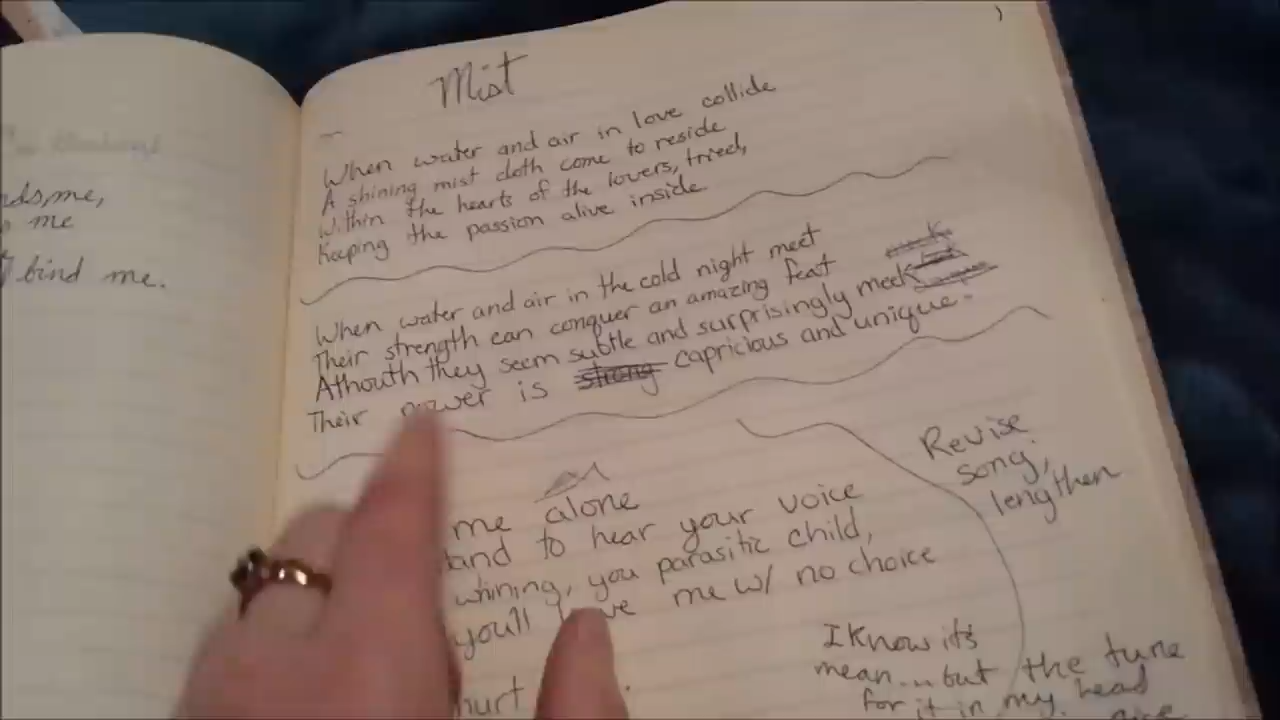 ds, me,
me
bind me.
Mist
When water and air in love collide
A shining mist doth come to reside
Within the hearts of the lovers, tried,
Keeping the passion alive inside
When water and air in the cold night meet
Their strength can conquer an amazing feat
Athouth they seem subtle and surprisingly meek
Their power is strong capricious and unique.
me alone
to hear your voice
whining, you parasitic child,
you'll me w/ no choice
hurt
Revise
song,
lengthen
I know it's
mean... but the tune
for it in my head